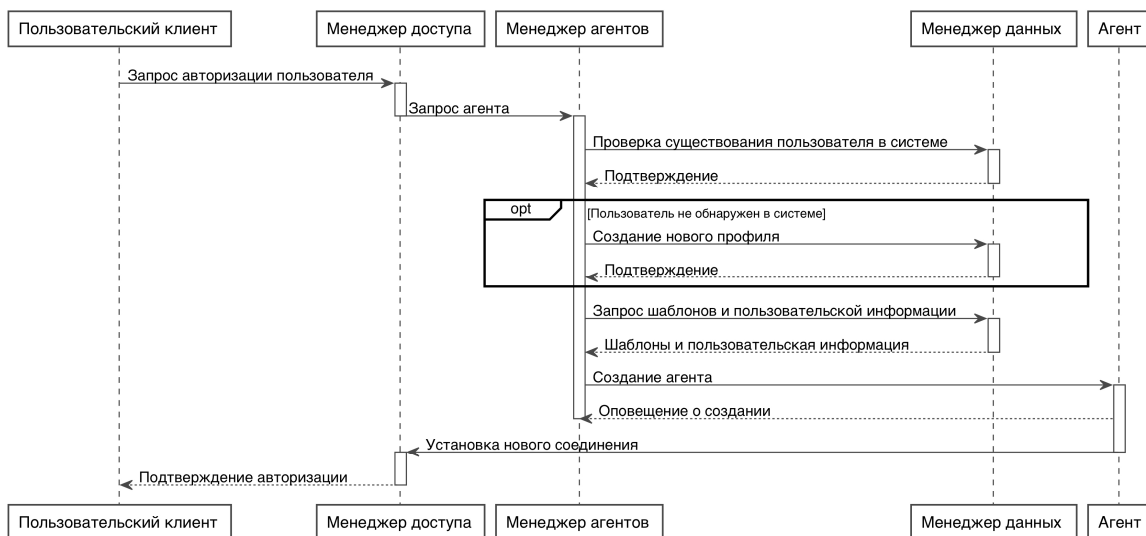 Пользовательский клиент
Менеджер доступа
Менеджер агентов
Менеджер данных
Агент
Запрос авторизации пользователя
Запрос агента
Проверка существования пользователя в системе
Подтверждение
opt
[Пользователь не обнаружен в системе]
Создание нового профиля
Подтверждение
Запрос шаблонов и пользовательской информации
Шаблоны и пользовательская информация
Создание агента
Оповещение о создании
Установка нового соединения
Подтверждение авторизации
Пользовательский клиент
Менеджер доступа
Менеджер агентов
Менеджер данных
Агент